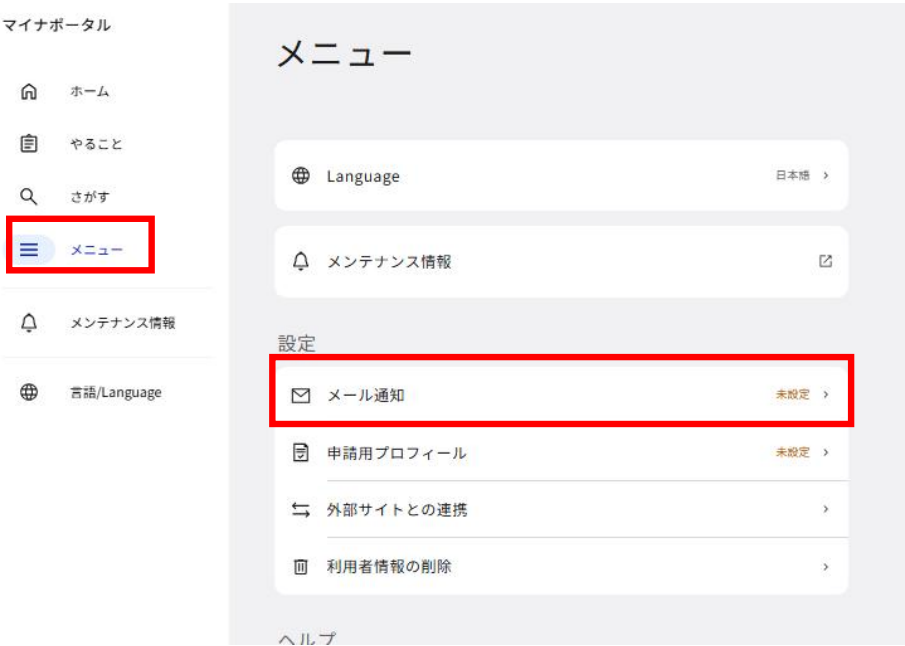 マイナポータル
ホーム
やること
さがす
メニュー
メンテナンス情報
言語/Language
メニュー
Language 日本語
メンテナンス情報
設定
メール通知 未設定
申請用プロフィール 未設定
外部サイトとの連携
利用者情報の削除
ヘルプ